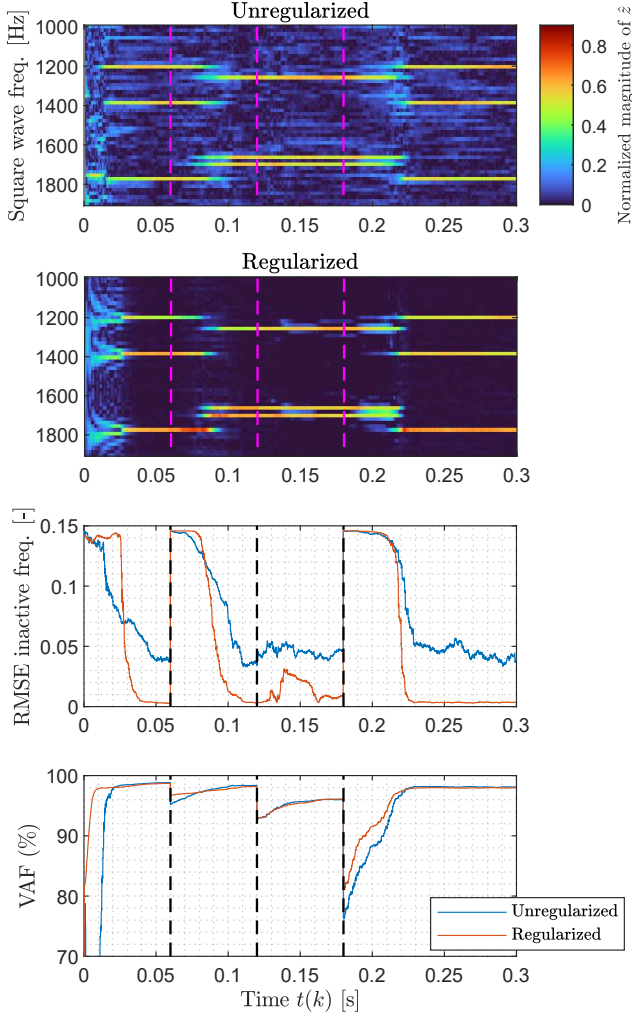 Unregularized
Square wave freq. [Hz]
1000
1200
1400
1600
1800
0 0.05 0.1 0.15 0.2 0.25 0.3
0.8
0.6
0.4
0.2
0
Normalized magnitude of ẑ
Regularized
1000
1200
1400
1600
1800
0 0.05 0.1 0.15 0.2 0.25 0.3
RMSE inactive freq. [-]
0.15
0.1
0.05
0
0 0.05 0.1 0.15 0.2 0.25 0.3
VAF (%)
100
90
80
70
Unregularized
Regularized
0 0.05 0.1 0.15 0.2 0.25 0.3
Time t(k) [s]